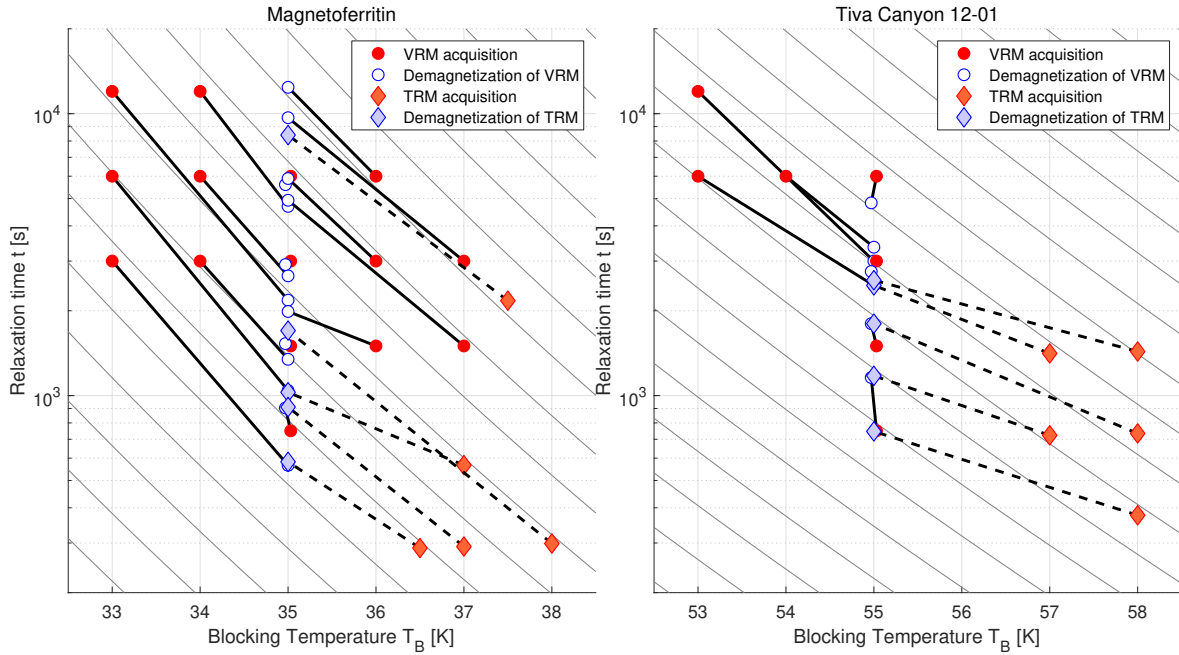 Magnetoferritin
VRM acquisition
Demagnetization of VRM
TRM acquisition
Demagnetization of TRM
10^4
10^3
Relaxation time t [s]
33 34 35 36 37 38
Blocking Temperature T_B [K]
Tiva Canyon 12-01
VRM acquisition
Demagnetization of VRM
TRM acquisition
Demagnetization of TRM
10^4
10^3
Relaxation time t [s]
53 54 55 56 57 58
Blocking Temperature T_B [K]